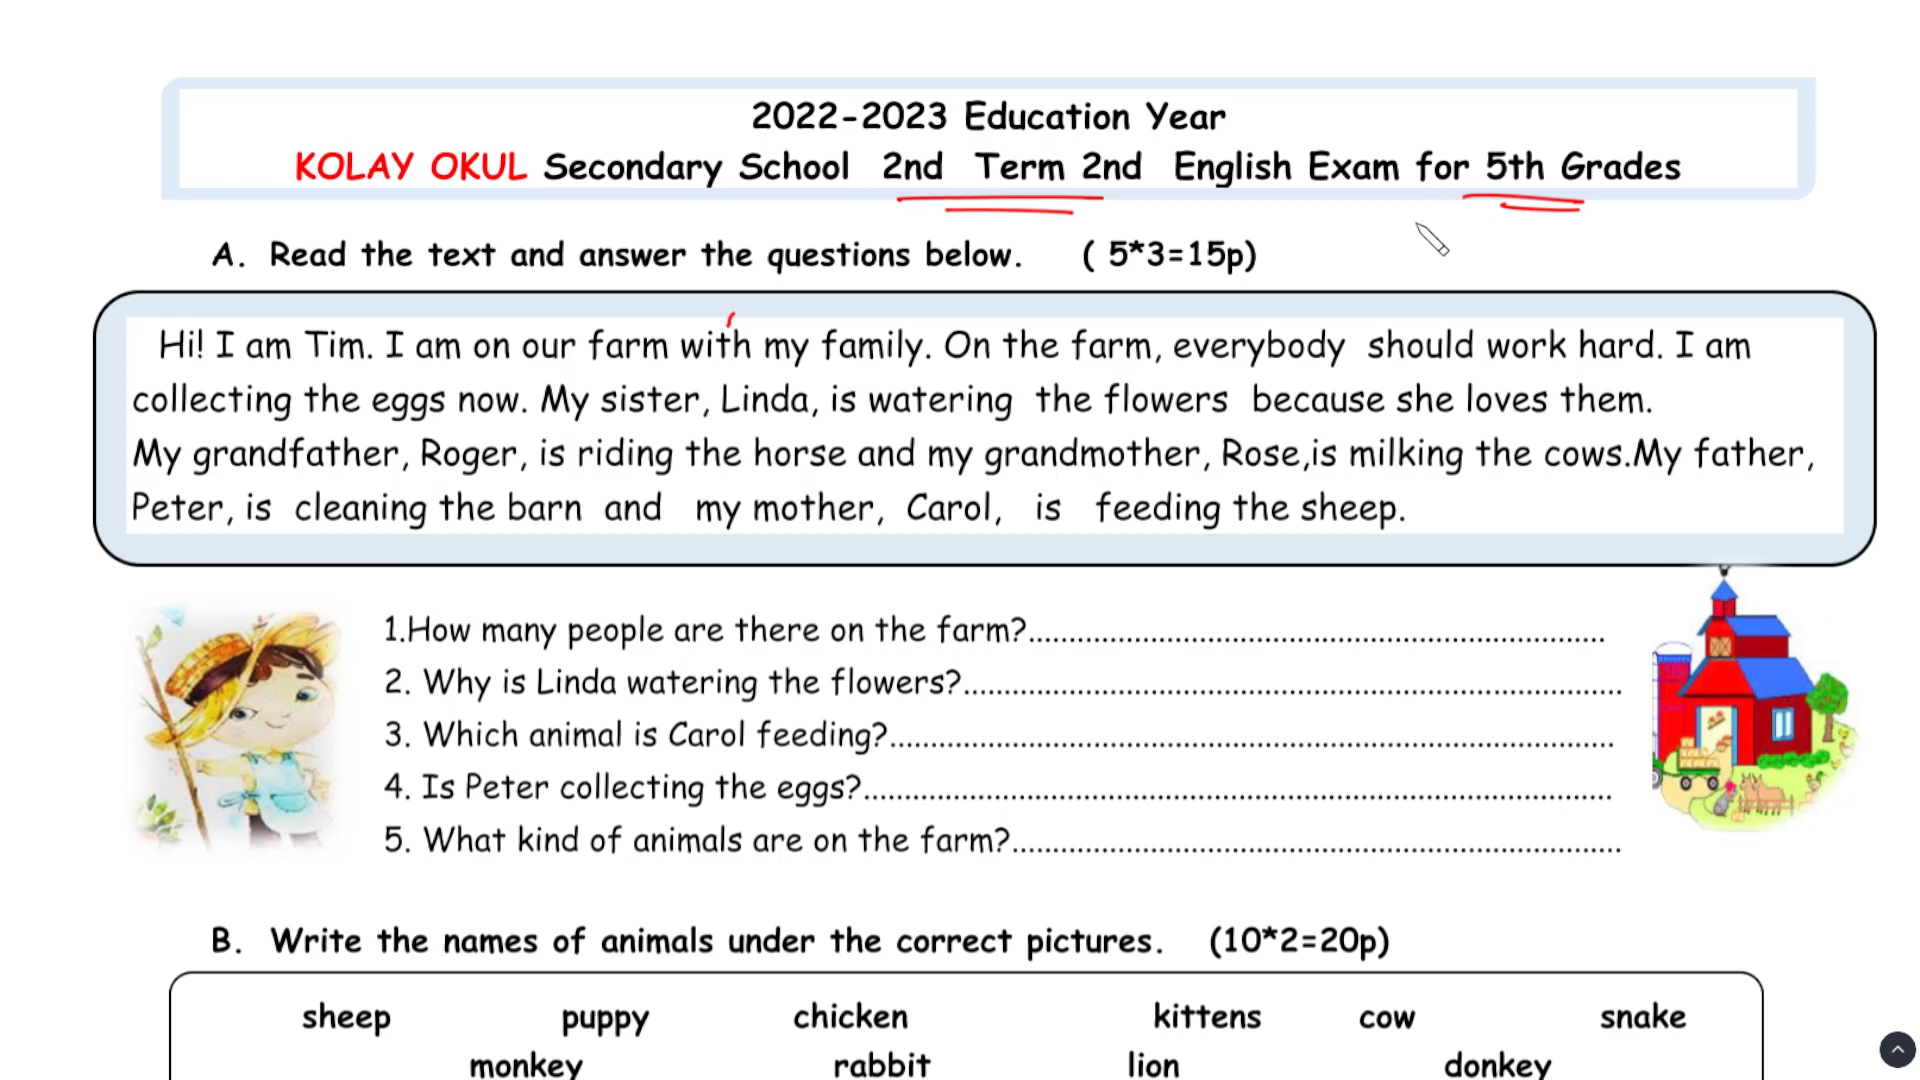 2022-2023 Education Year
KOLAY OKUL Secondary School 2nd Term 2nd English Exam for 5th Grades
A. Read the text and answer the questions below. ( 5*3=15p)
Hi! I am Tim. I am on our farm with my family. On the farm, everybody should work hard. I am
collecting the eggs now. My sister, Linda, is watering the flowers because she loves them.
My grandfather, Roger, is riding the horse and my grandmother, Rose,is milking the cows.My father,
Peter, is cleaning the barn and my mother, Carol, is feeding the sheep.
1.How many people are there on the farm?......................................................................
2. Why is Linda watering the flowers?................................................................................
3. Which animal is Carol feeding?........................................................................................
4. Is Peter collecting the eggs?...........................................................................................
5. What kind of animals are on the farm?..........................................................................
B. Write the names of animals under the correct pictures. (10*2=20p)
sheep puppy chicken kittens cow snake
monkey rabbit lion donkey